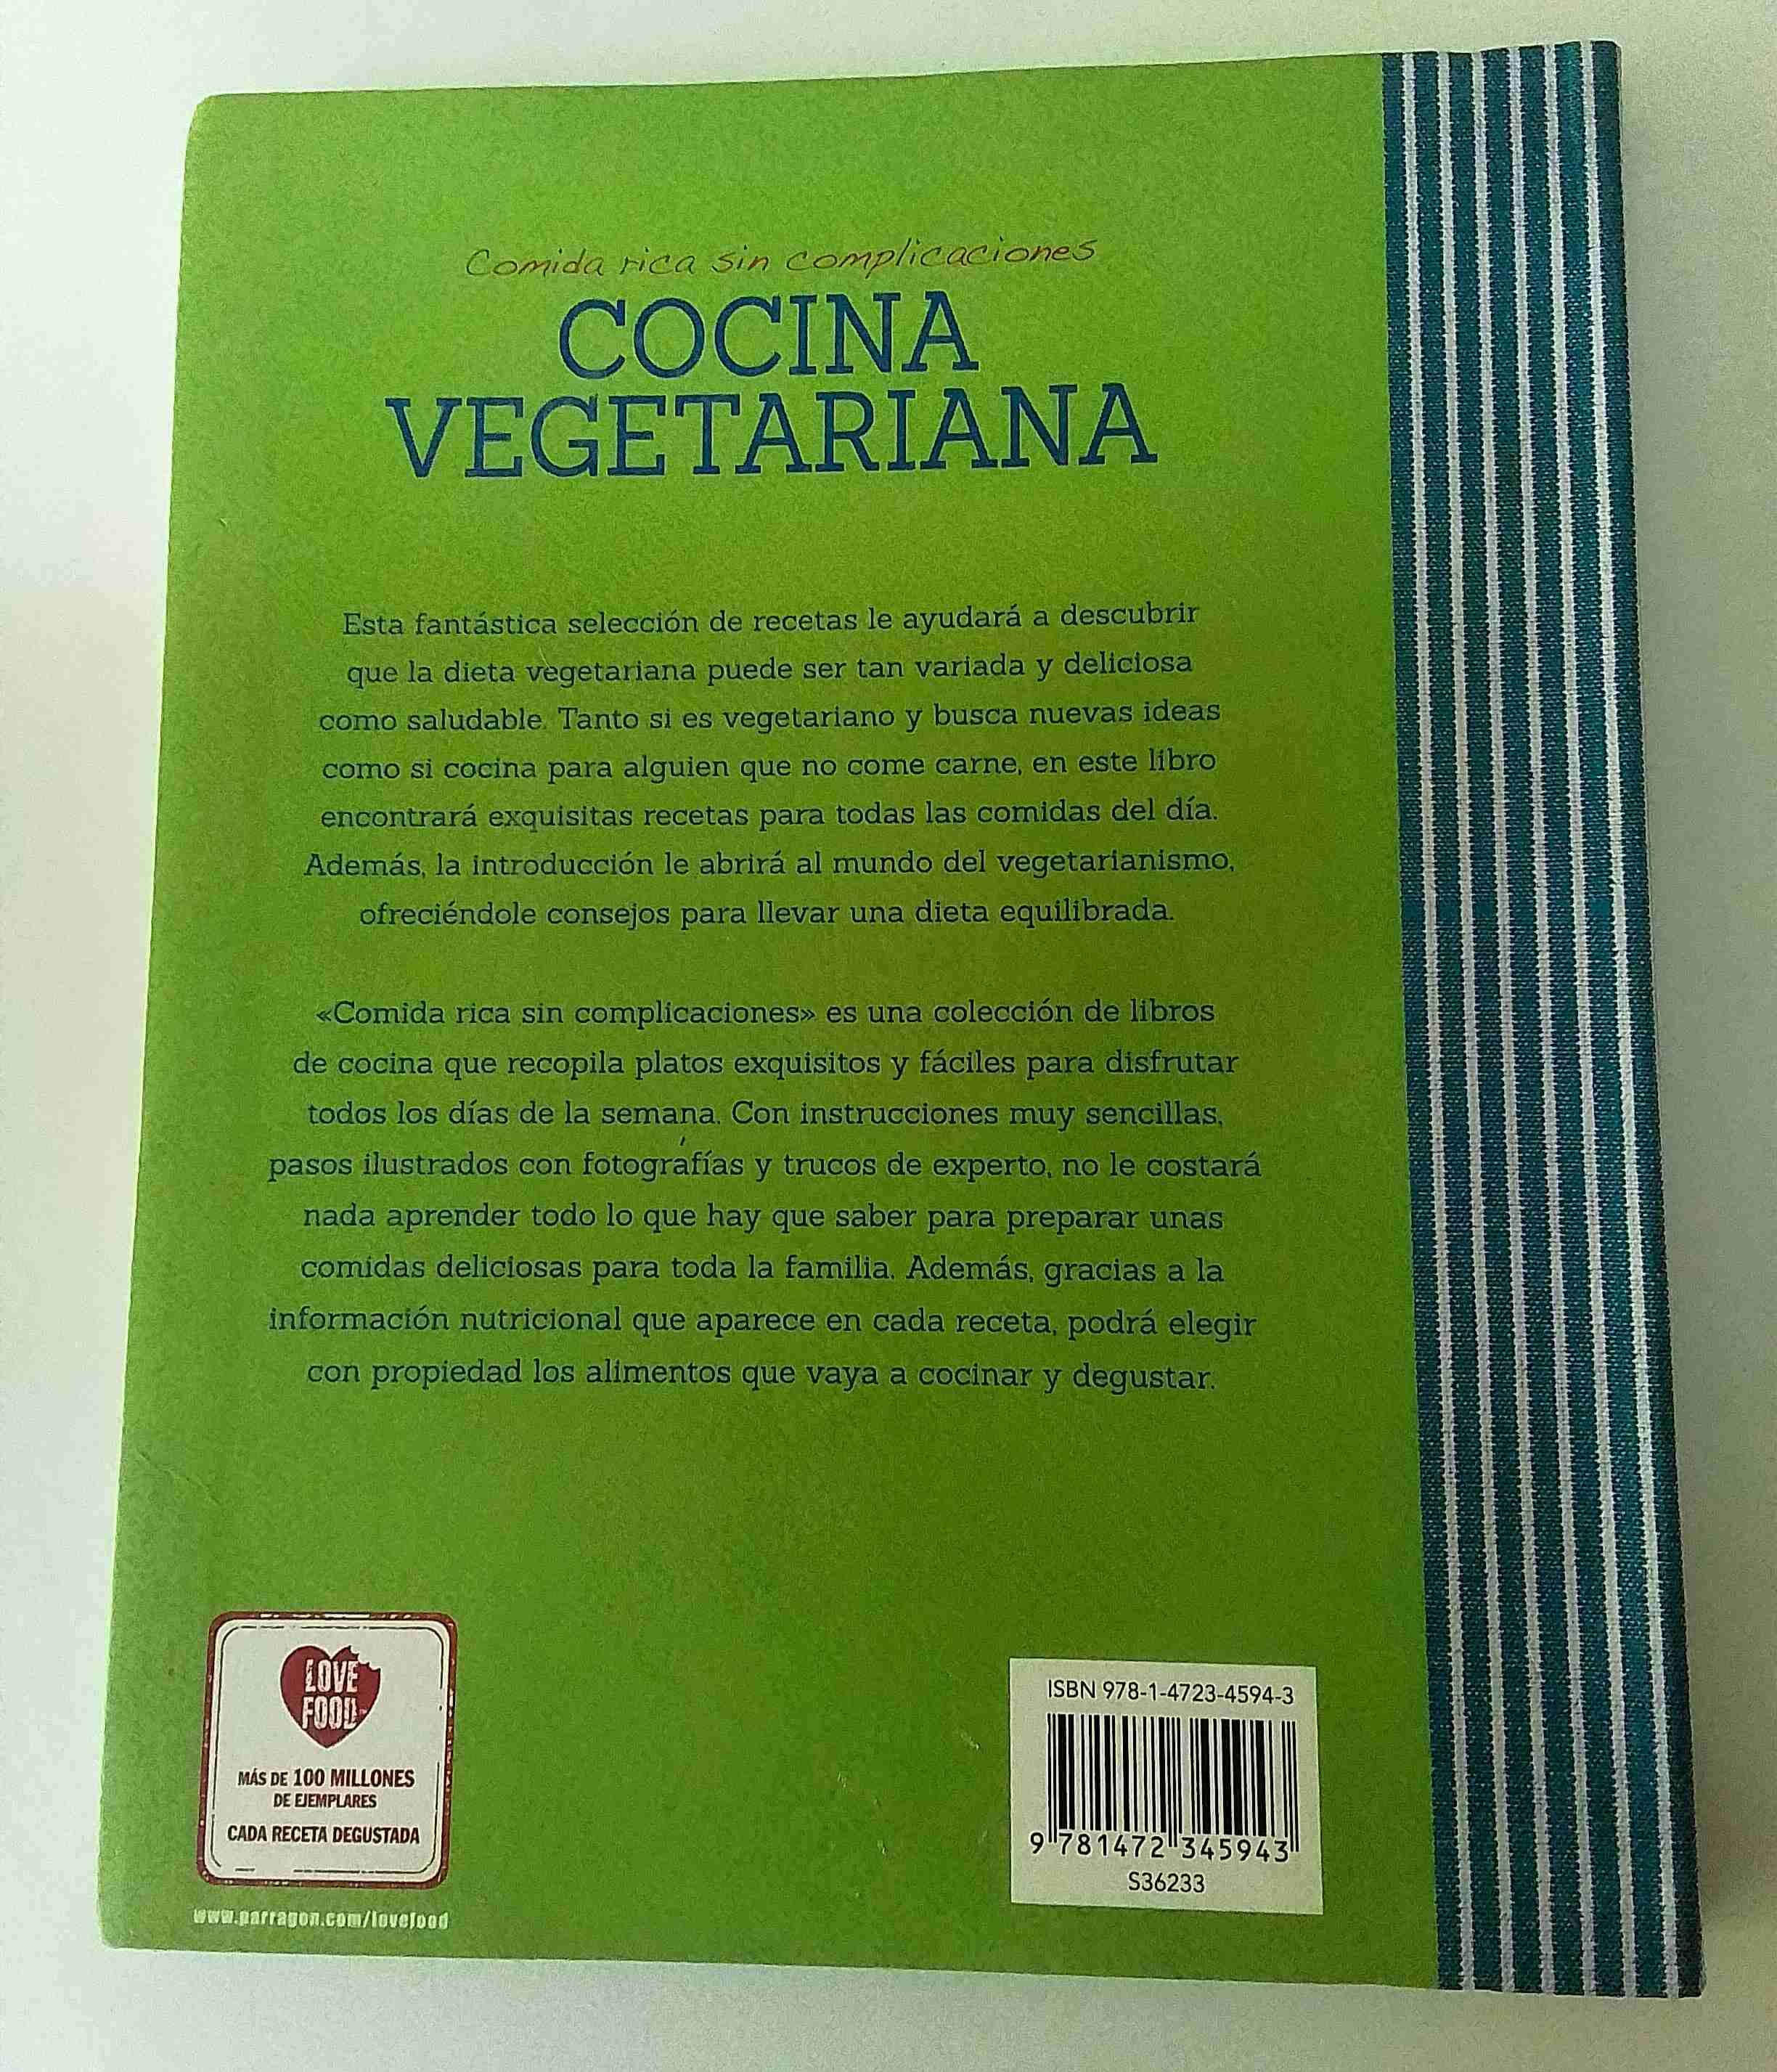 Comida rica sin complicaciones
COCINA
VEGETARIANA
Esta fantástica selección de recetas le ayudará a descubrir
que la dieta vegetariana puede ser tan variada y deliciosa
como saludable. Tanto si es vegetariano y busca nuevas ideas
como si cocina para alguien que no come carne, en este libro
encontrará exquisitas recetas para todas las comidas del día.
Además, la introducción le abrirá al mundo del vegetarianismo,
ofreciéndole consejos para llevar una dieta equilibrada.
«Comida rica sin complicaciones» es una colección de libros
de cocina que recopila platos exquisitos y fáciles para disfrutar
todos los días de la semana. Con instrucciones muy sencillas,
pasos ilustrados con fotografías y trucos de experto, no le costará
nada aprender todo lo que hay que saber para preparar unas
comidas deliciosas para toda la familia. Además, gracias a la
información nutricional que aparece en cada receta, podrá elegir
con propiedad los alimentos que vaya a cocinar y degustar.
LOVE
FOOD™
MÁS DE 100 MILLONES
DE EJEMPLARES
CADA RECETA DEGUSTADA
www.parragon.com/lovefood
ISBN 978-1-4723-4594-3
9 781472 345943
S36233